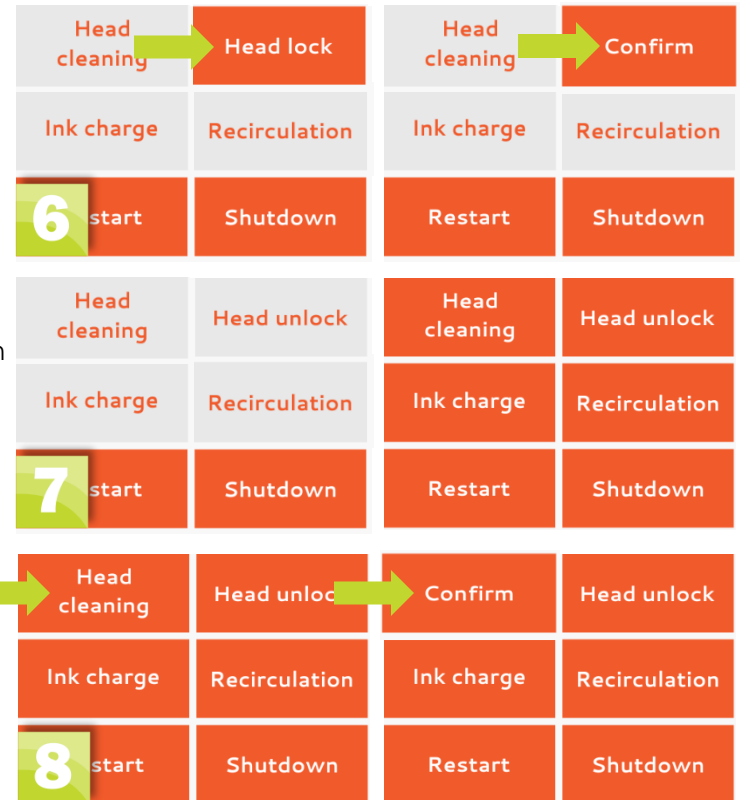 Head
cleaning
Head lock
Head
cleaning
Confirm
Ink charge
Recirculation
Ink charge
Recirculation
6
start
Shutdown
Restart
Shutdown
Head
cleaning
Head unlock
Head
cleaning
Head unlock
n
Ink charge
Recirculation
Ink charge
Recirculation
7
start
Shutdown
Restart
Shutdown
Head
cleaning
Head unloc
Confirm
Head unlock
Ink charge
Recirculation
Ink charge
Recirculation
8
start
Shutdown
Restart
Shutdown